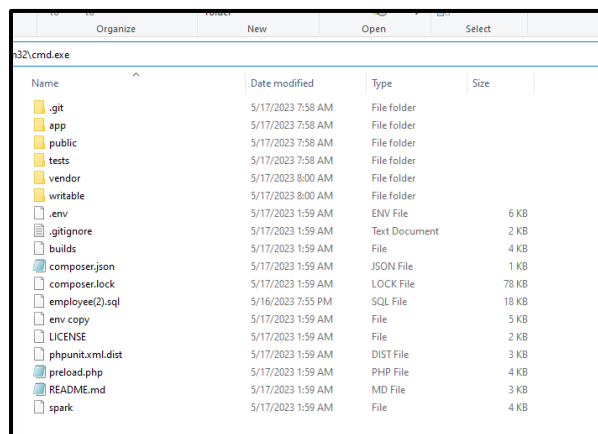 Organize New Open Select
n32\cmd.exe
Name Date modified Type Size
.git 5/17/2023 7:58 AM File folder
app 5/17/2023 7:58 AM File folder
public 5/17/2023 7:58 AM File folder
tests 5/17/2023 7:58 AM File folder
vendor 5/17/2023 8:00 AM File folder
writable 5/17/2023 8:00 AM File folder
.env 5/17/2023 1:59 AM ENV File 6 KB
.gitignore 5/17/2023 1:59 AM Text Document 2 KB
builds 5/17/2023 1:59 AM File 4 KB
composer.json 5/17/2023 1:59 AM JSON File 1 KB
composer.lock 5/17/2023 1:59 AM LOCK File 78 KB
employee(2).sql 5/16/2023 7:55 PM SQL File 18 KB
env copy 5/17/2023 1:59 AM File 5 KB
LICENSE 5/17/2023 1:59 AM File 2 KB
phpunit.xml.dist 5/17/2023 1:59 AM DIST File 3 KB
preload.php 5/17/2023 1:59 AM PHP File 4 KB
README.md 5/17/2023 1:59 AM MD File 3 KB
spark 5/17/2023 1:59 AM File 4 KB